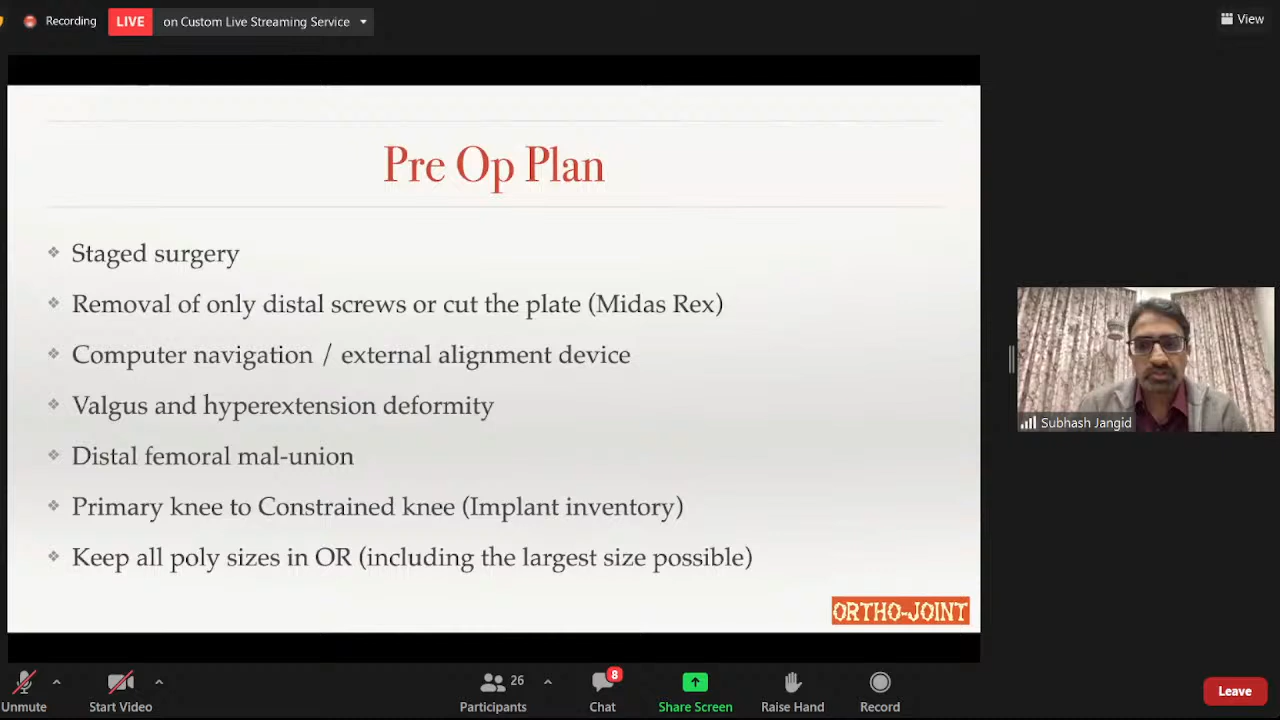 Recording
LIVE on Custom Live Streaming Service
View
Pre Op Plan
Staged surgery
Removal of only distal screws or cut the plate (Midas Rex)
Computer navigation / external alignment device
Valgus and hyperextension deformity
Distal femoral mal-union
Primary knee to Constrained knee (Implant inventory)
Keep all poly sizes in OR (including the largest size possible)
ORTHO-JOINT
Subhash Jangid
26
8
Unmute
Start Video
Participants
Chat
Share Screen
Raise Hand
Record
Leave